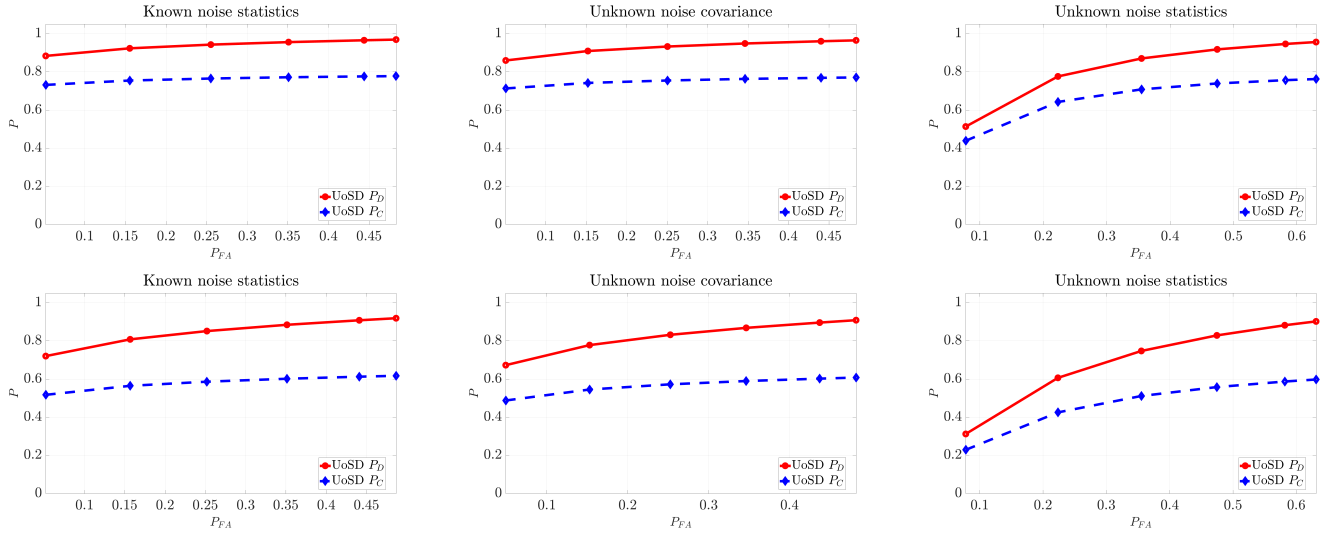 Known noise statistics
1
0.8
0.6
0.4
0.2
0
P
0.1 0.15 0.2 0.25 0.3 0.35 0.4 0.45
P_FA
UoSD P_D
UoSD P_C
Unknown noise covariance
1
0.8
0.6
0.4
0.2
0
P
0.1 0.15 0.2 0.25 0.3 0.35 0.4 0.45
P_FA
UoSD P_D
UoSD P_C
Unknown noise statistics
1
0.8
0.6
0.4
0.2
0
P
0.1 0.2 0.3 0.4 0.5 0.6
P_FA
UoSD P_D
UoSD P_C
Known noise statistics
1
0.8
0.6
0.4
0.2
0
P
0.1 0.15 0.2 0.25 0.3 0.35 0.4 0.45
P_FA
UoSD P_D
UoSD P_C
Unknown noise covariance
1
0.8
0.6
0.4
0.2
0
P
0.1 0.2 0.3 0.4
P_FA
UoSD P_D
UoSD P_C
Unknown noise statistics
1
0.8
0.6
0.4
0.2
0
P
0.1 0.2 0.3 0.4 0.5 0.6
P_FA
UoSD P_D
UoSD P_C